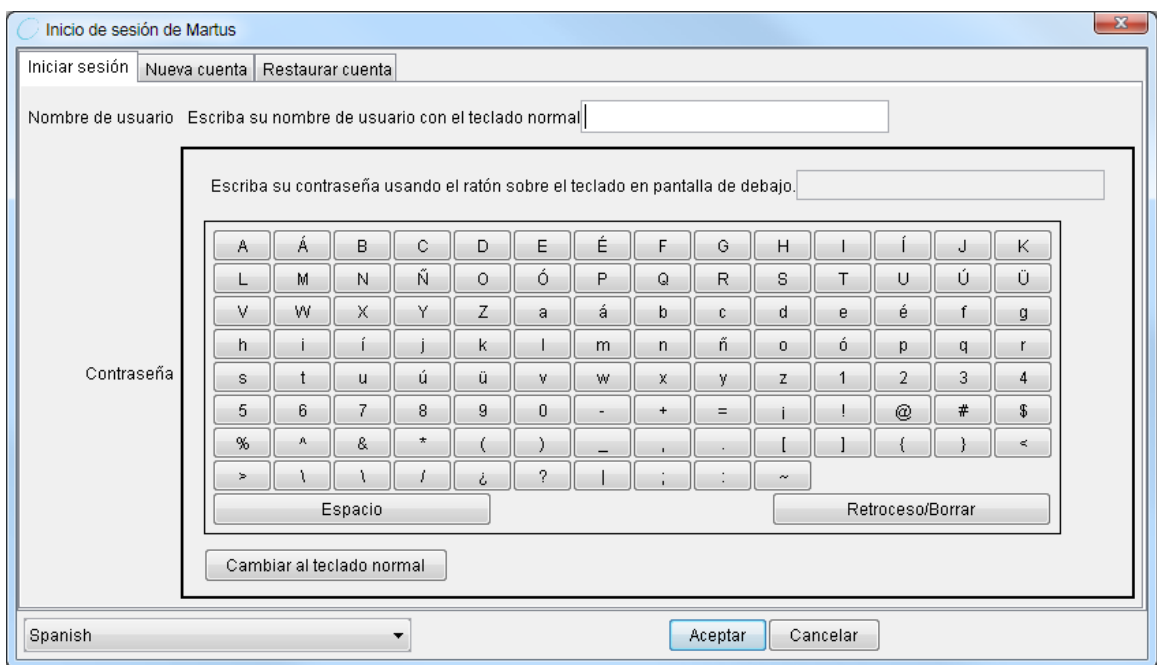 Inicio de sesión de Martus
Iniciar sesión Nueva cuenta Restaurar cuenta
Nombre de usuario Escriba su nombre de usuario con el teclado normal
Escriba su contraseña usando el ratón sobre el teclado en pantalla de debajo.
A Á B C D E É F G H I Í J K
L M N Ñ O Ó P Q R S T U Ú Ü
V W X Y Z a á b c d e é f g
h i í j k l m n ñ o ó p q r
Contraseña
s t u ú ü v w x y z 1 2 3 4
5 6 7 8 9 0 - + = ¡ ! @ # $
% ^ & * ( ) _ , . [ ] { } <
> \ \ / ¿ ? | ; : ~
Espacio Retroceso/Borrar
Cambiar al teclado normal
Spanish Aceptar Cancelar